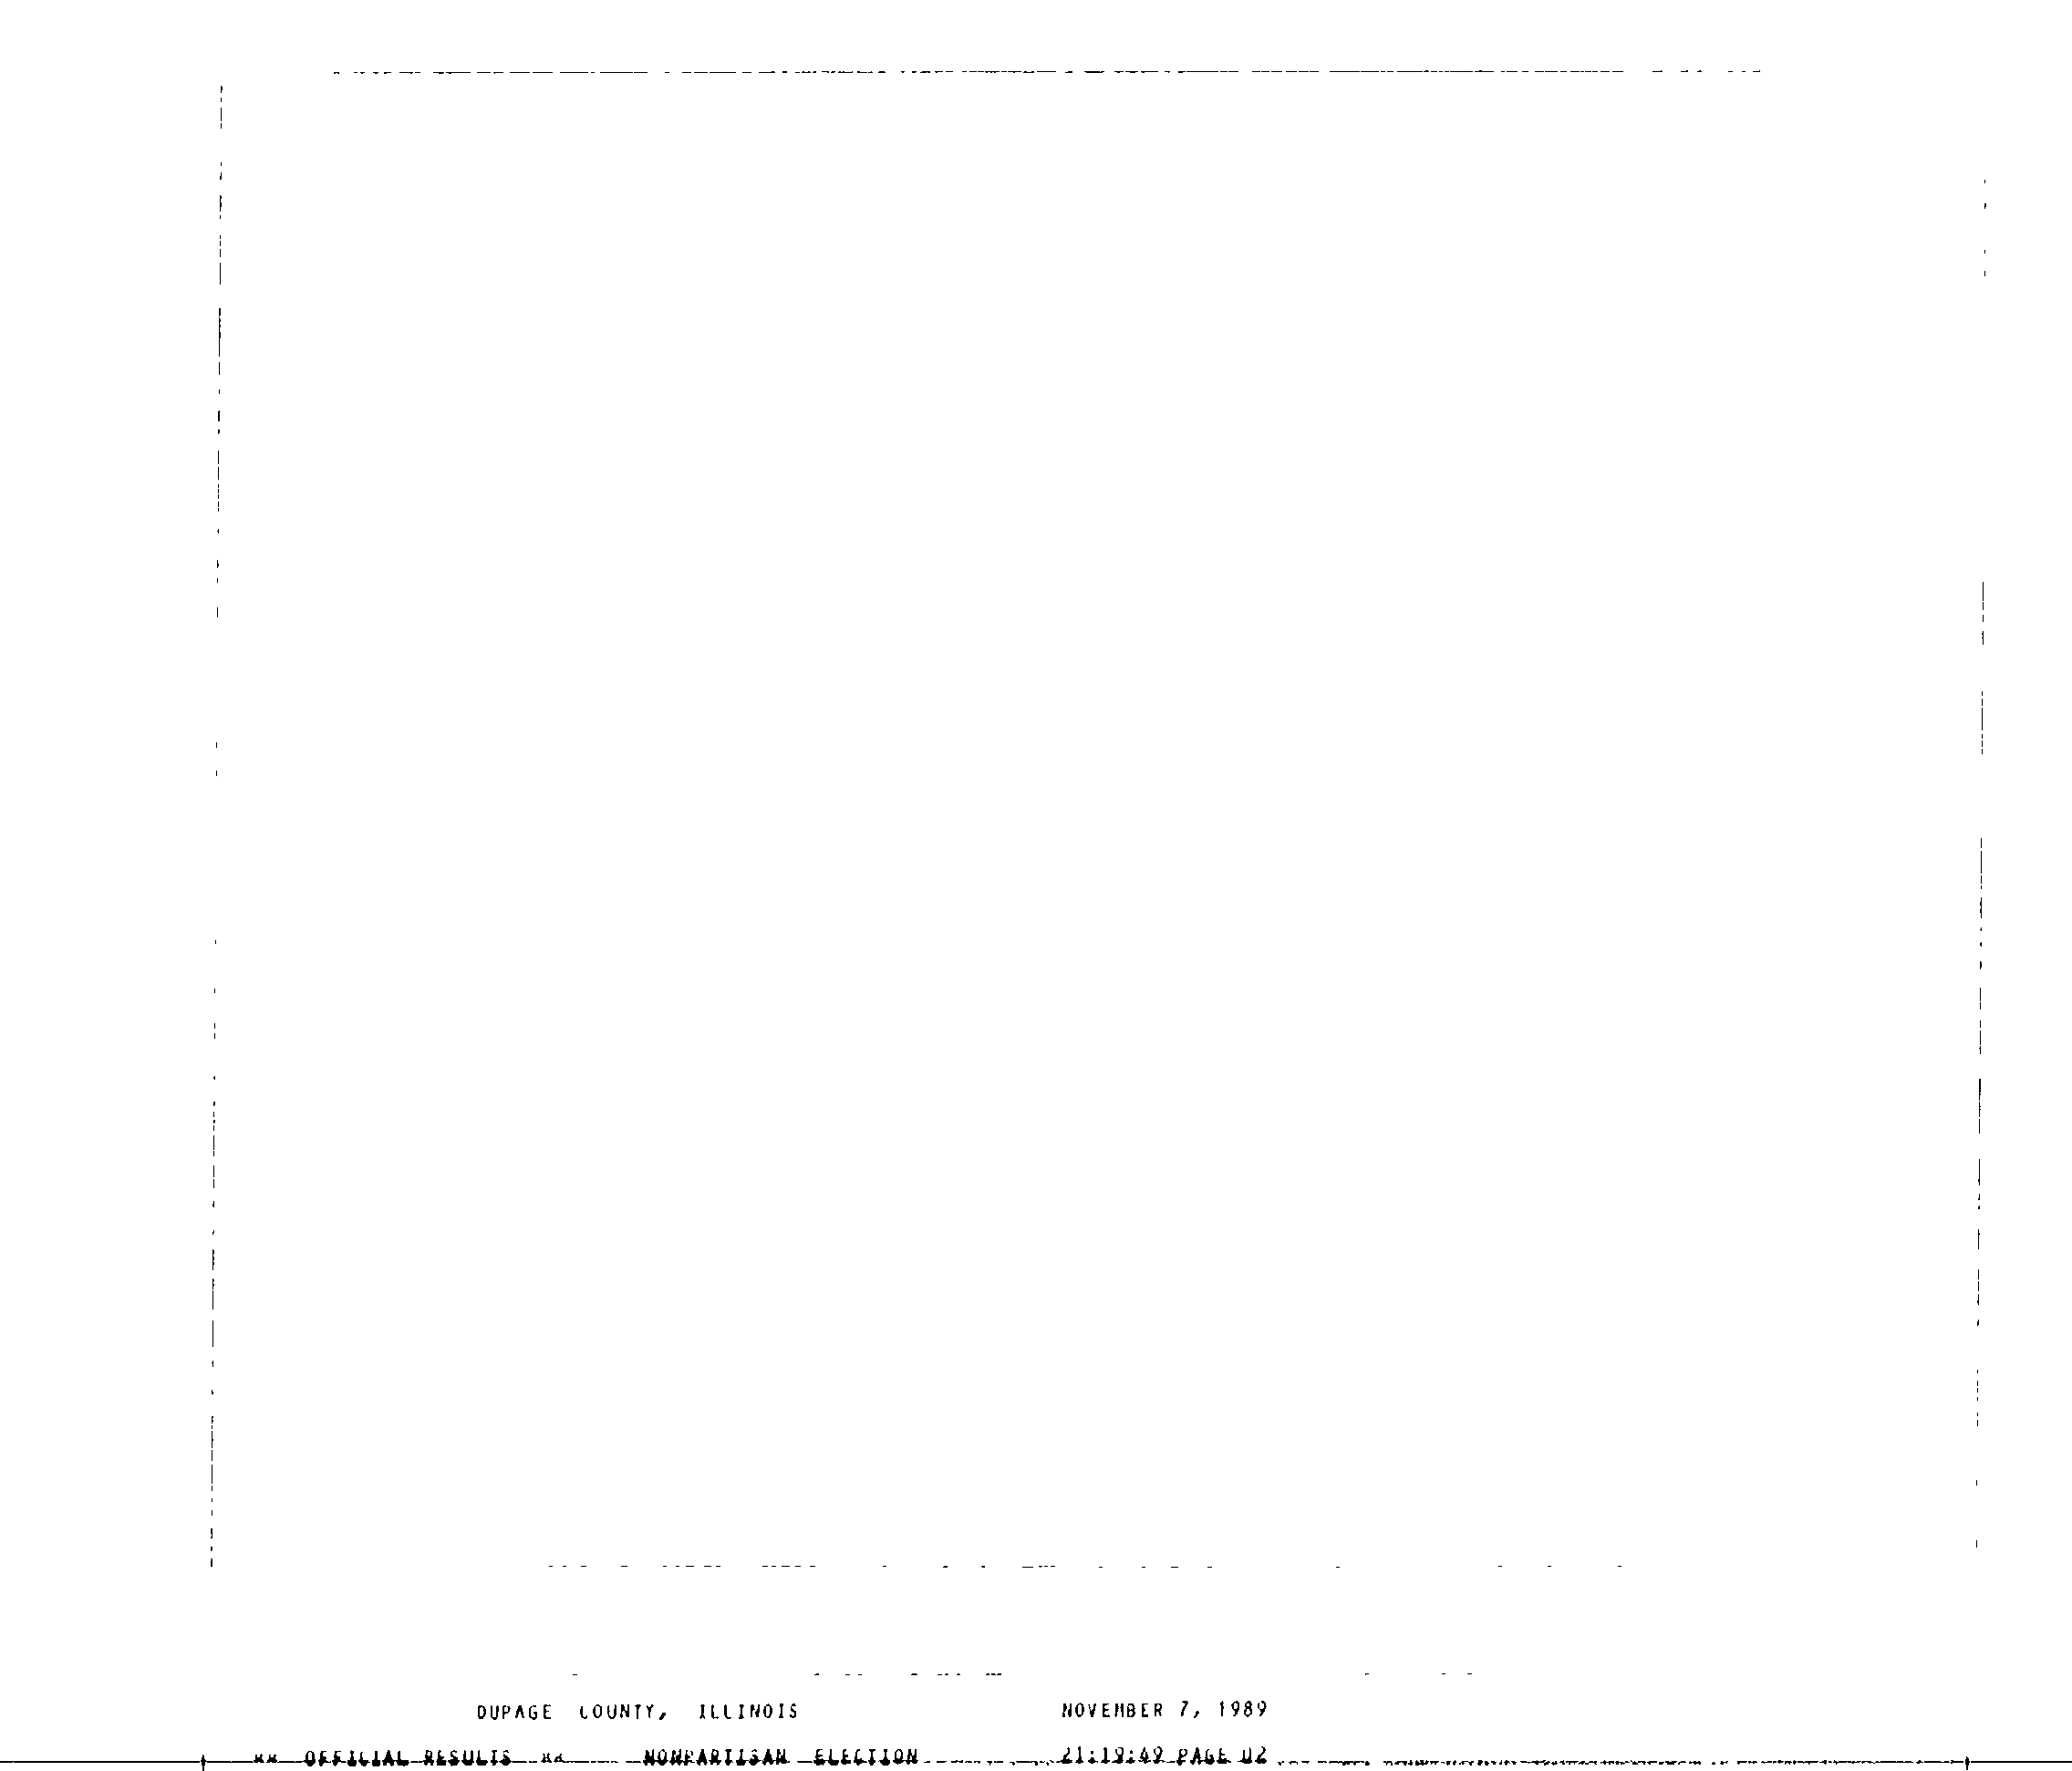 DUPAGE COUNTY, ILLINOIS NOVEMBER 7, 1989
** OFFICIAL RESULTS ** NONPARTISAN ELECTION 21:19:49 PAGE 02